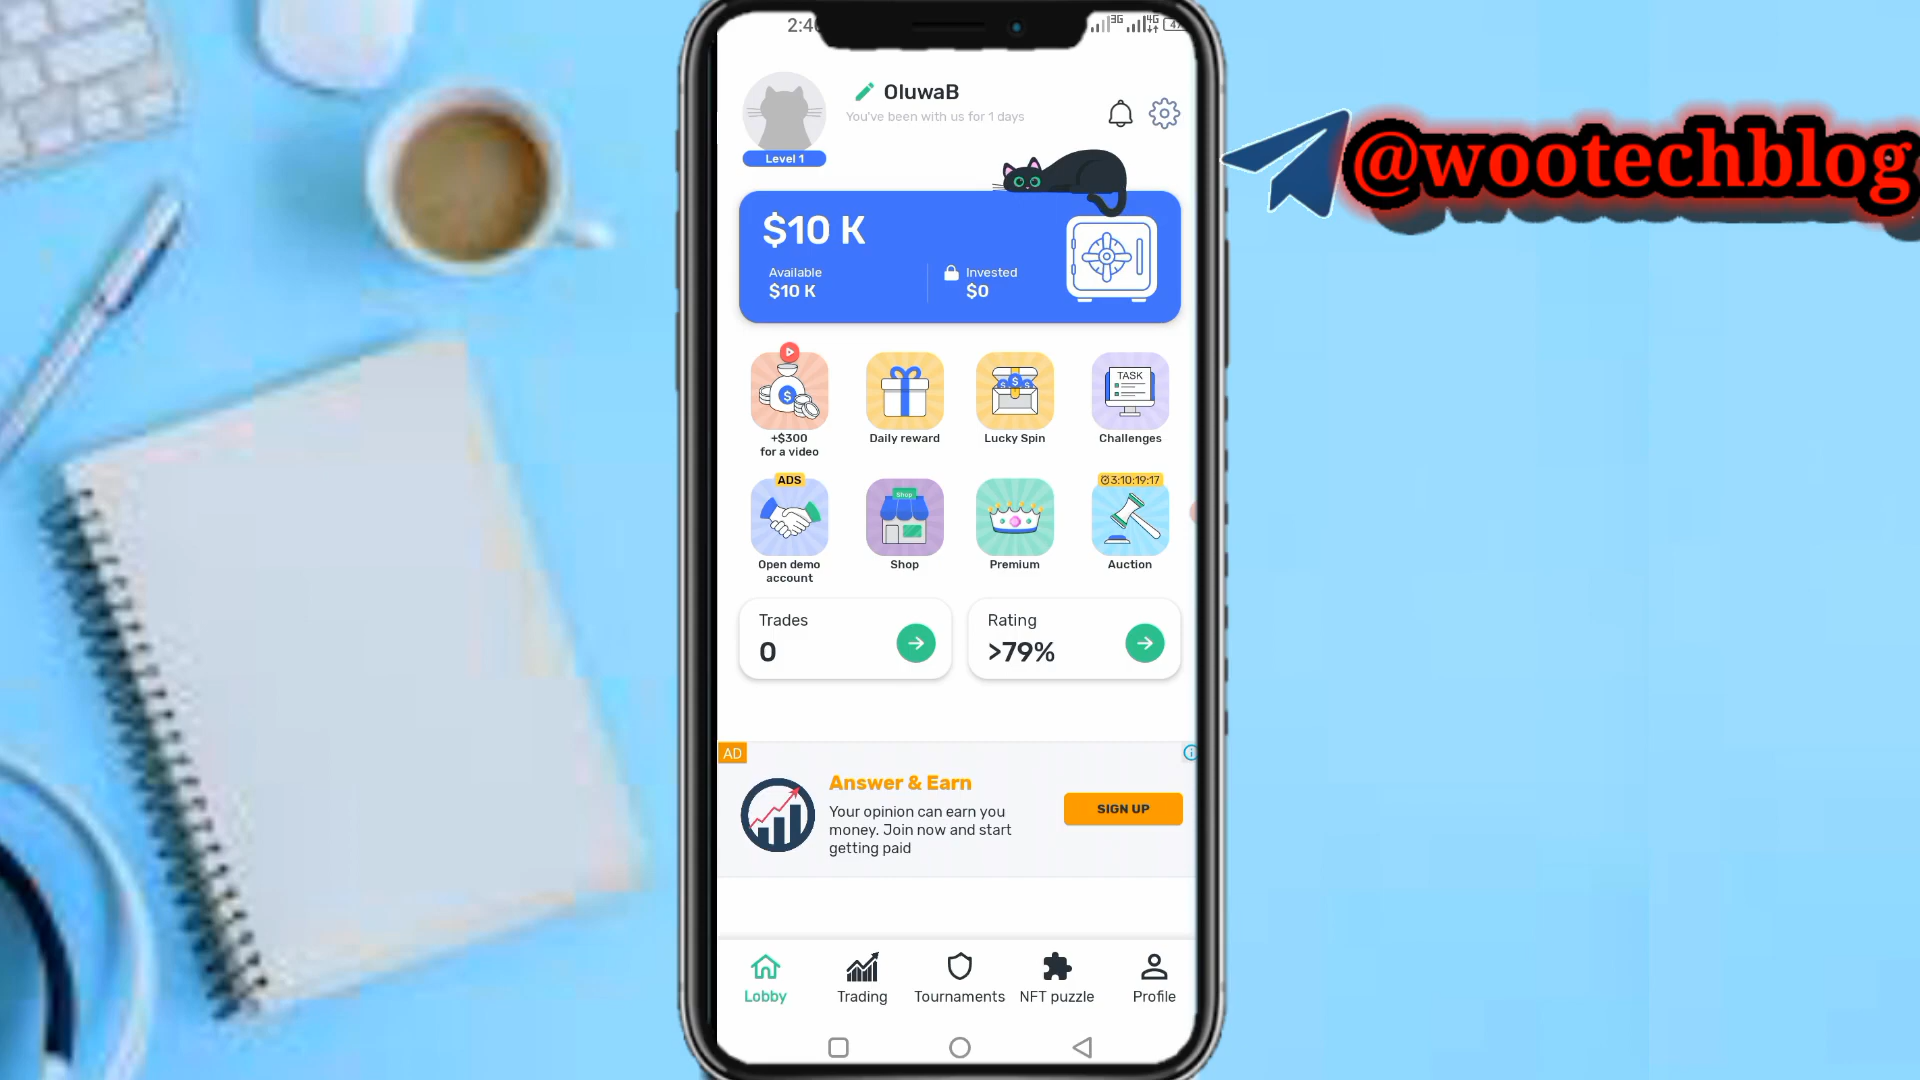 2:4
3G
4G
OluwaB
You've been with us for 1 days
Level 1
@wootechblog
$10 K
Available
$10 K
Invested
$0
TASK
+$300
for a video
Daily reward
Lucky Spin
Challenges
ADS
Shop
3:10:19:17
Open demo
account
Shop
Premium
Auction
Trades
0
Rating
>79%
AD
Answer & Earn
Your opinion can earn you
money. Join now and start
getting paid
SIGN UP
Lobby
Trading
Tournaments
NFT puzzle
Profile